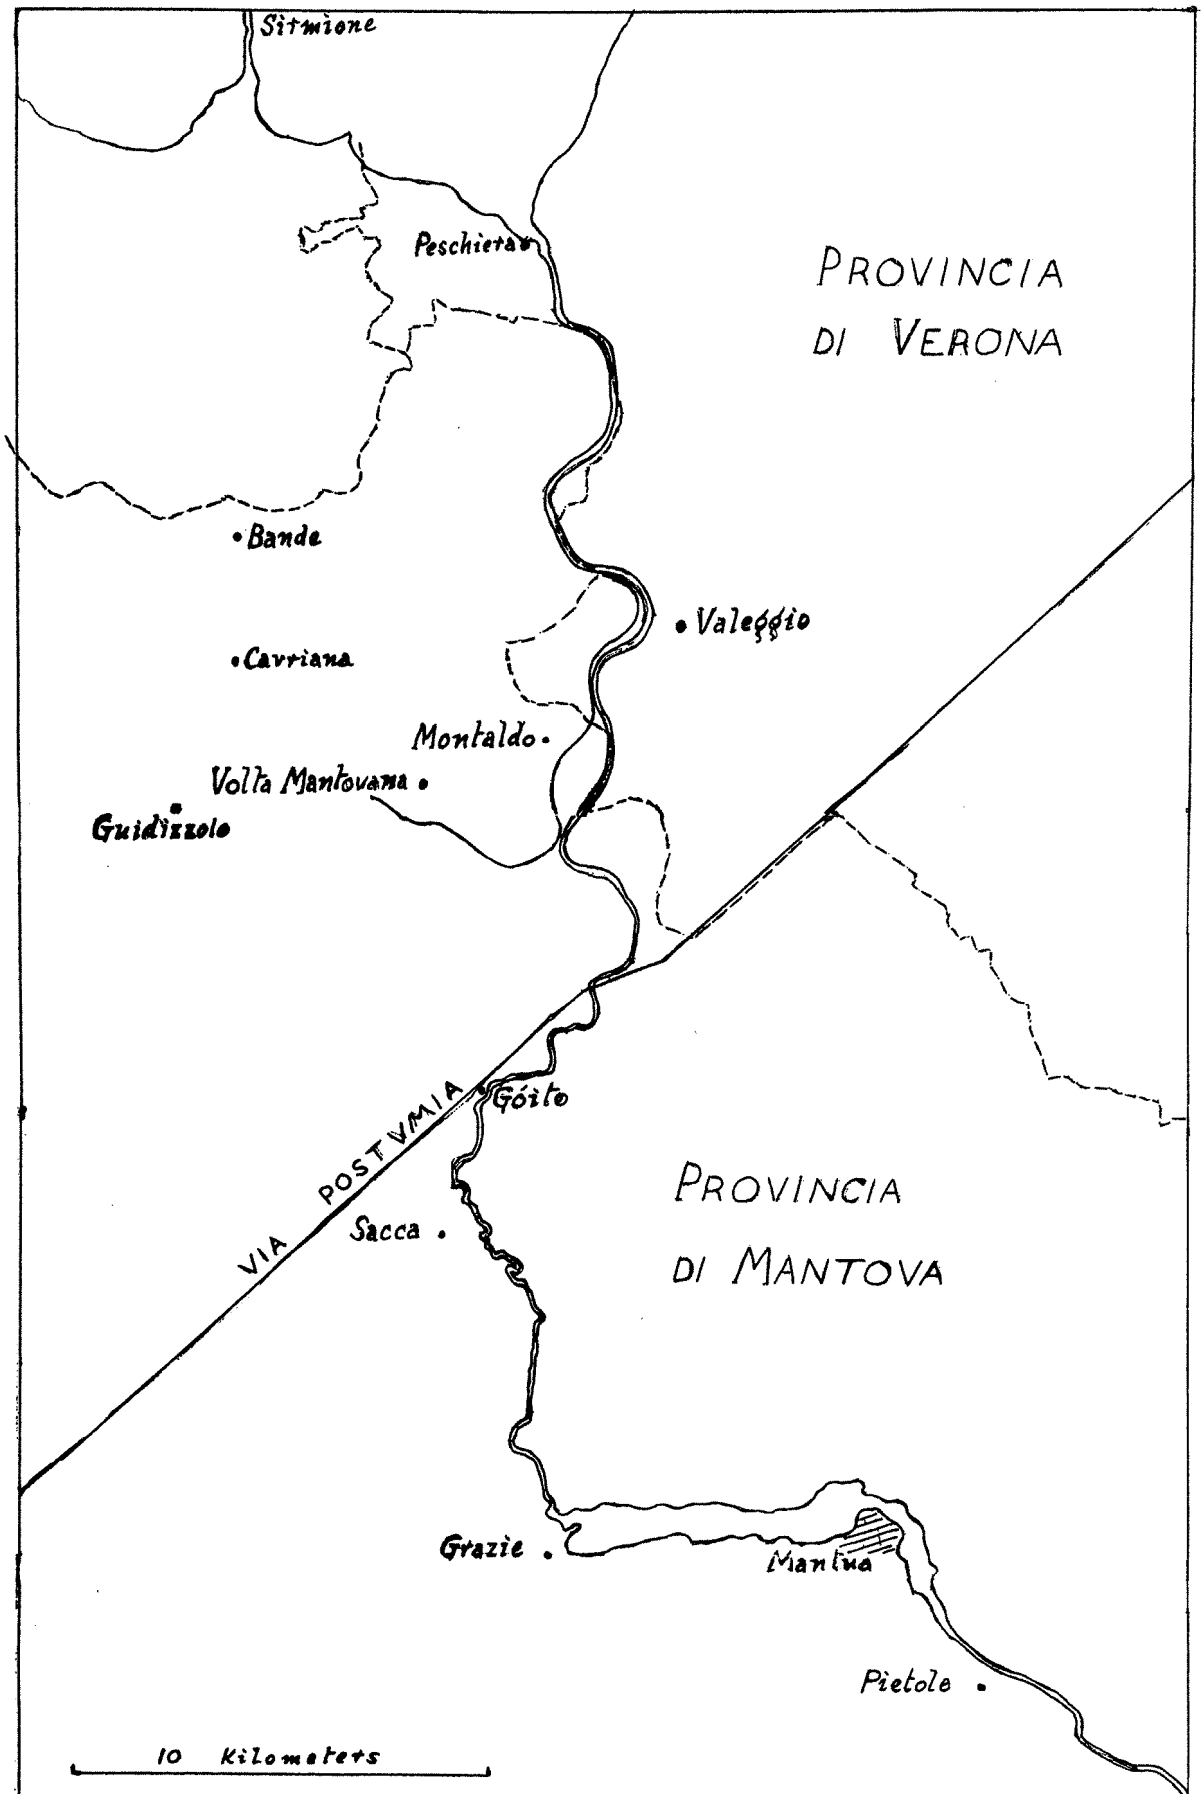 Sirmione
Peschiera
PROVINCIA
DI VERONA
Bande
Valeggio
Cavriana
Montaldo
Volta Mantovana
Guidizzolo
Góito
VIA POSTVMIA
PROVINCIA
DI MANTOVA
Sacca
Grazie
Mantua
Pietole
10 Kilometers